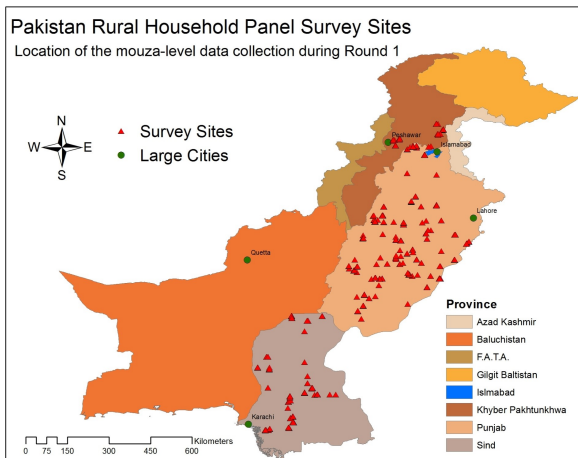 Pakistan Rural Household Panel Survey Sites
Location of the mouza-level data collection during Round 1
N
W E
S
Survey Sites
Large Cities
Peshawar
Islamabad
Lahore
Quetta
Karachi
Province
Azad Kashmir
Baluchistan
F.A.T.A.
Gilgit Baltistan
Islmabad
Khyber Pakhtunkhwa
Punjab
Sind
Kilometers
0 75 150 300 450 600